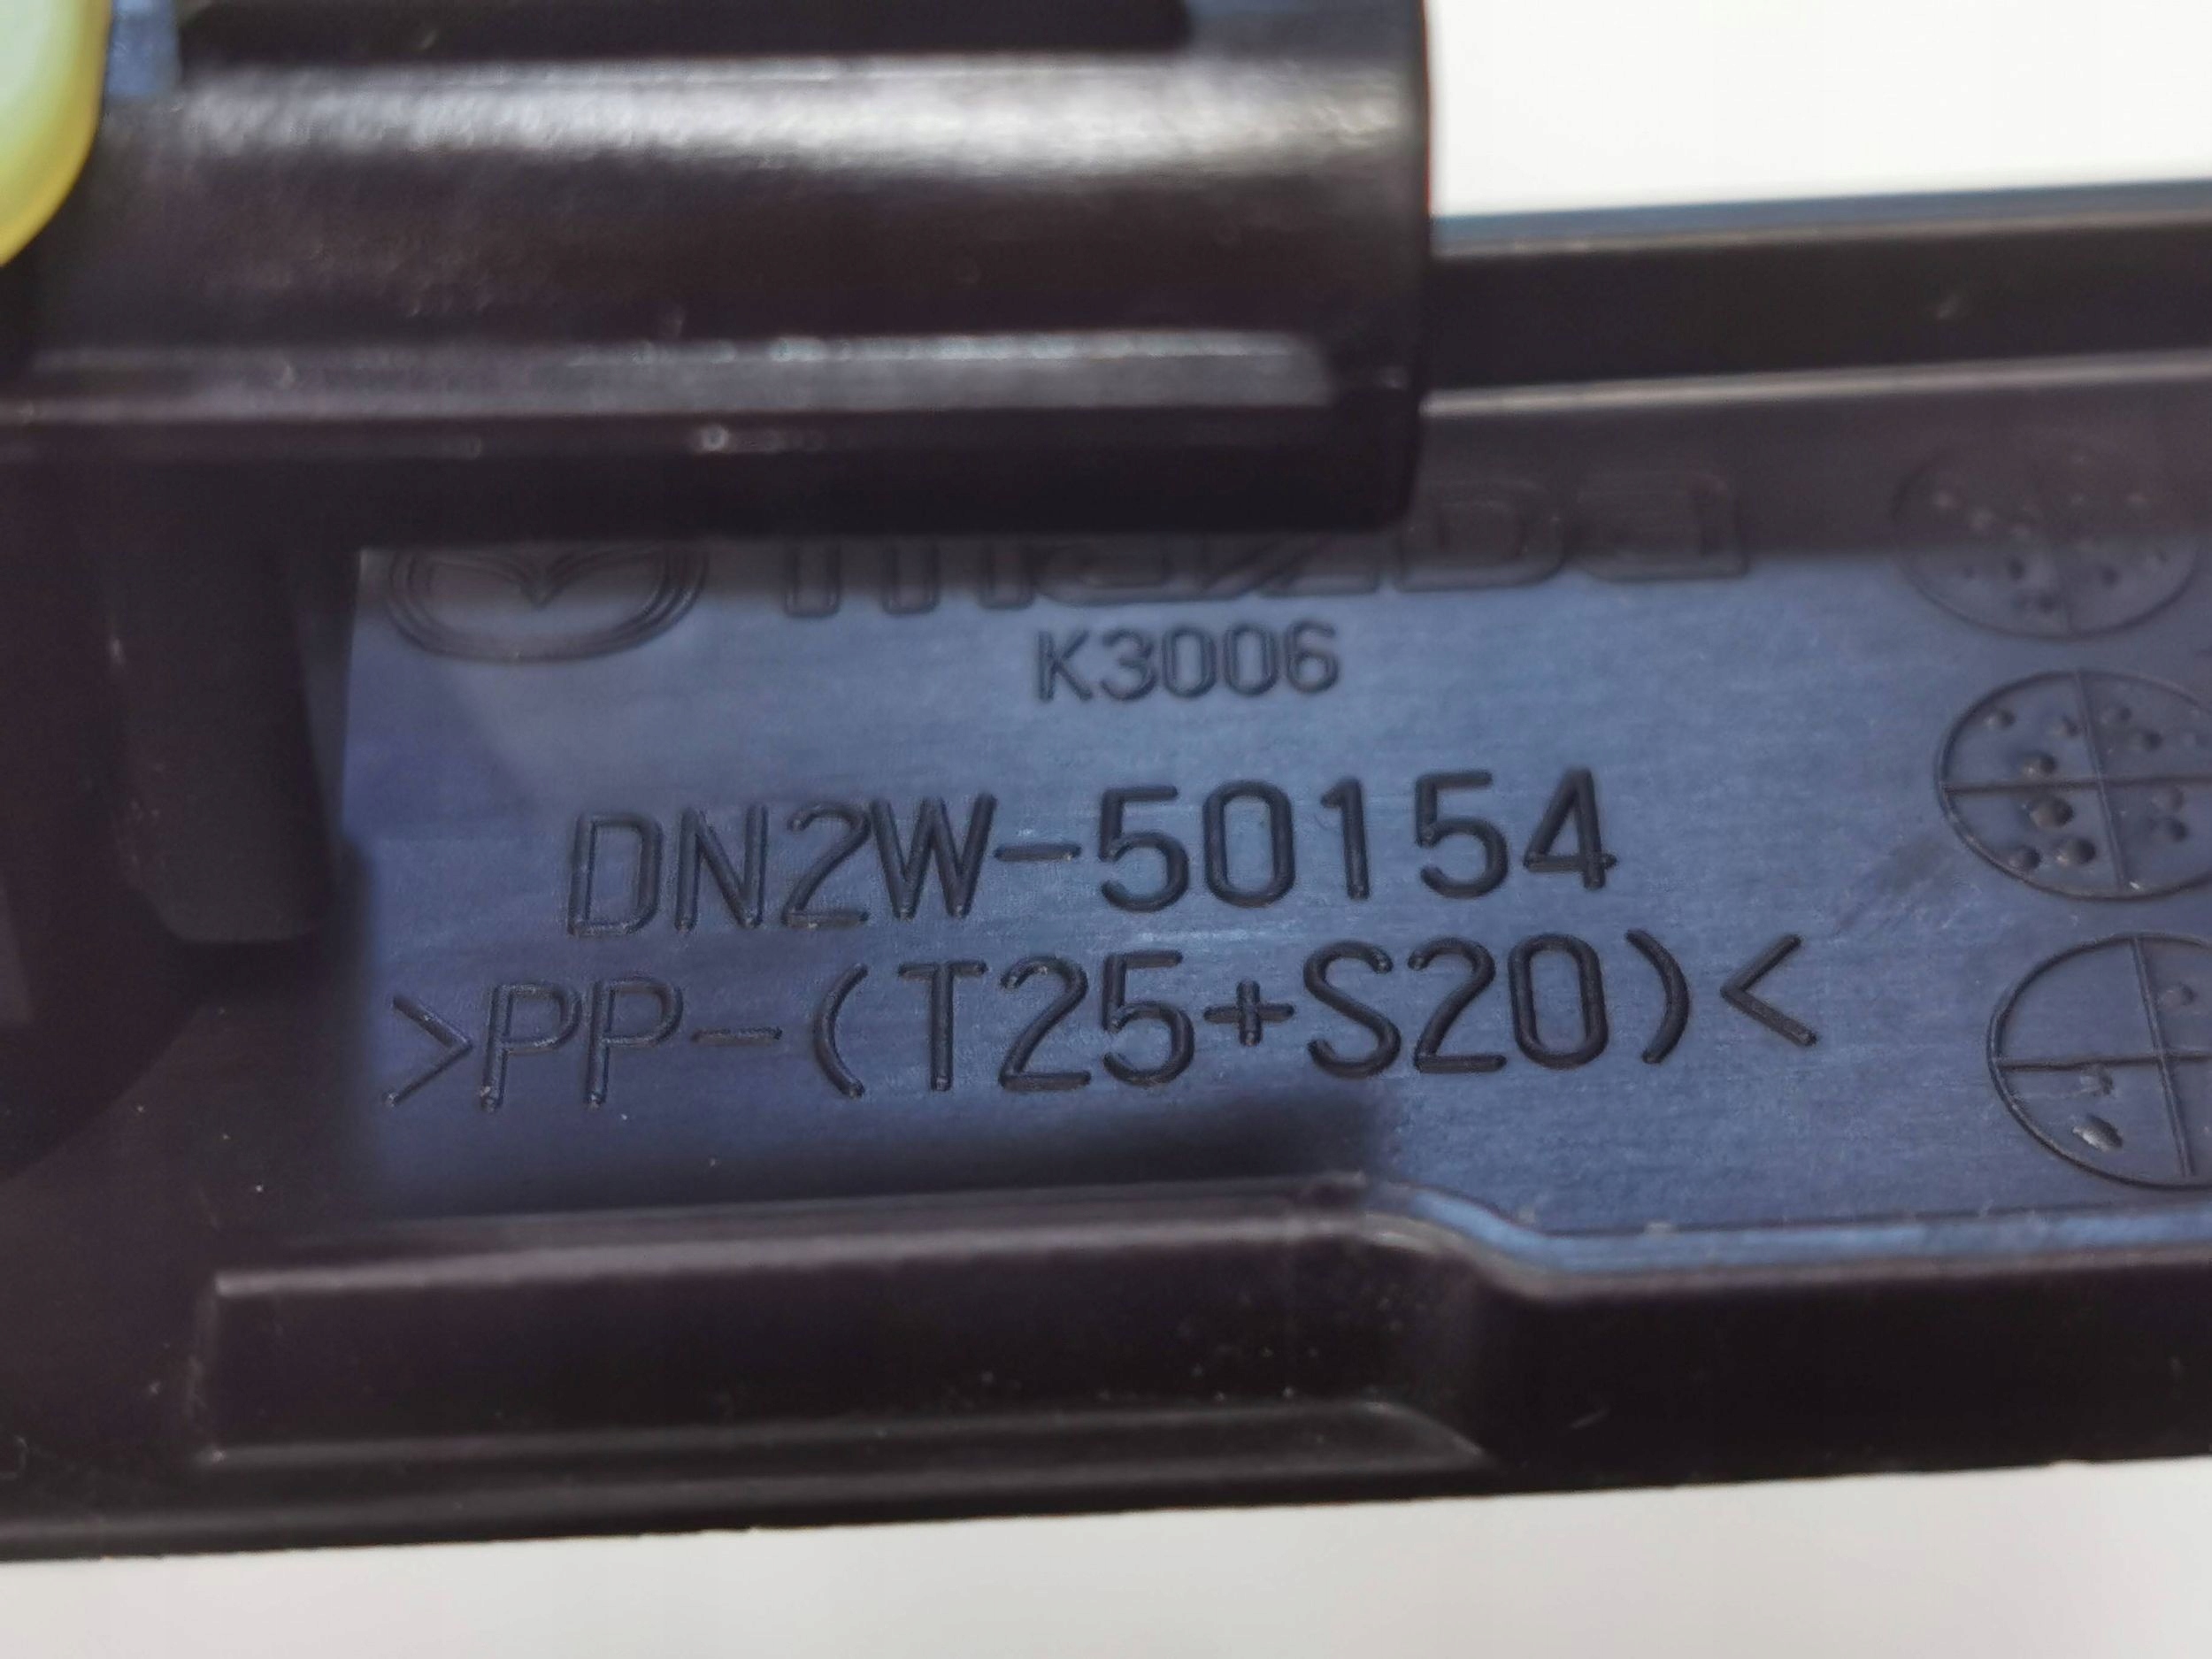 mazda
K3006
DN2W-50154
>PP-(T25+S20)<